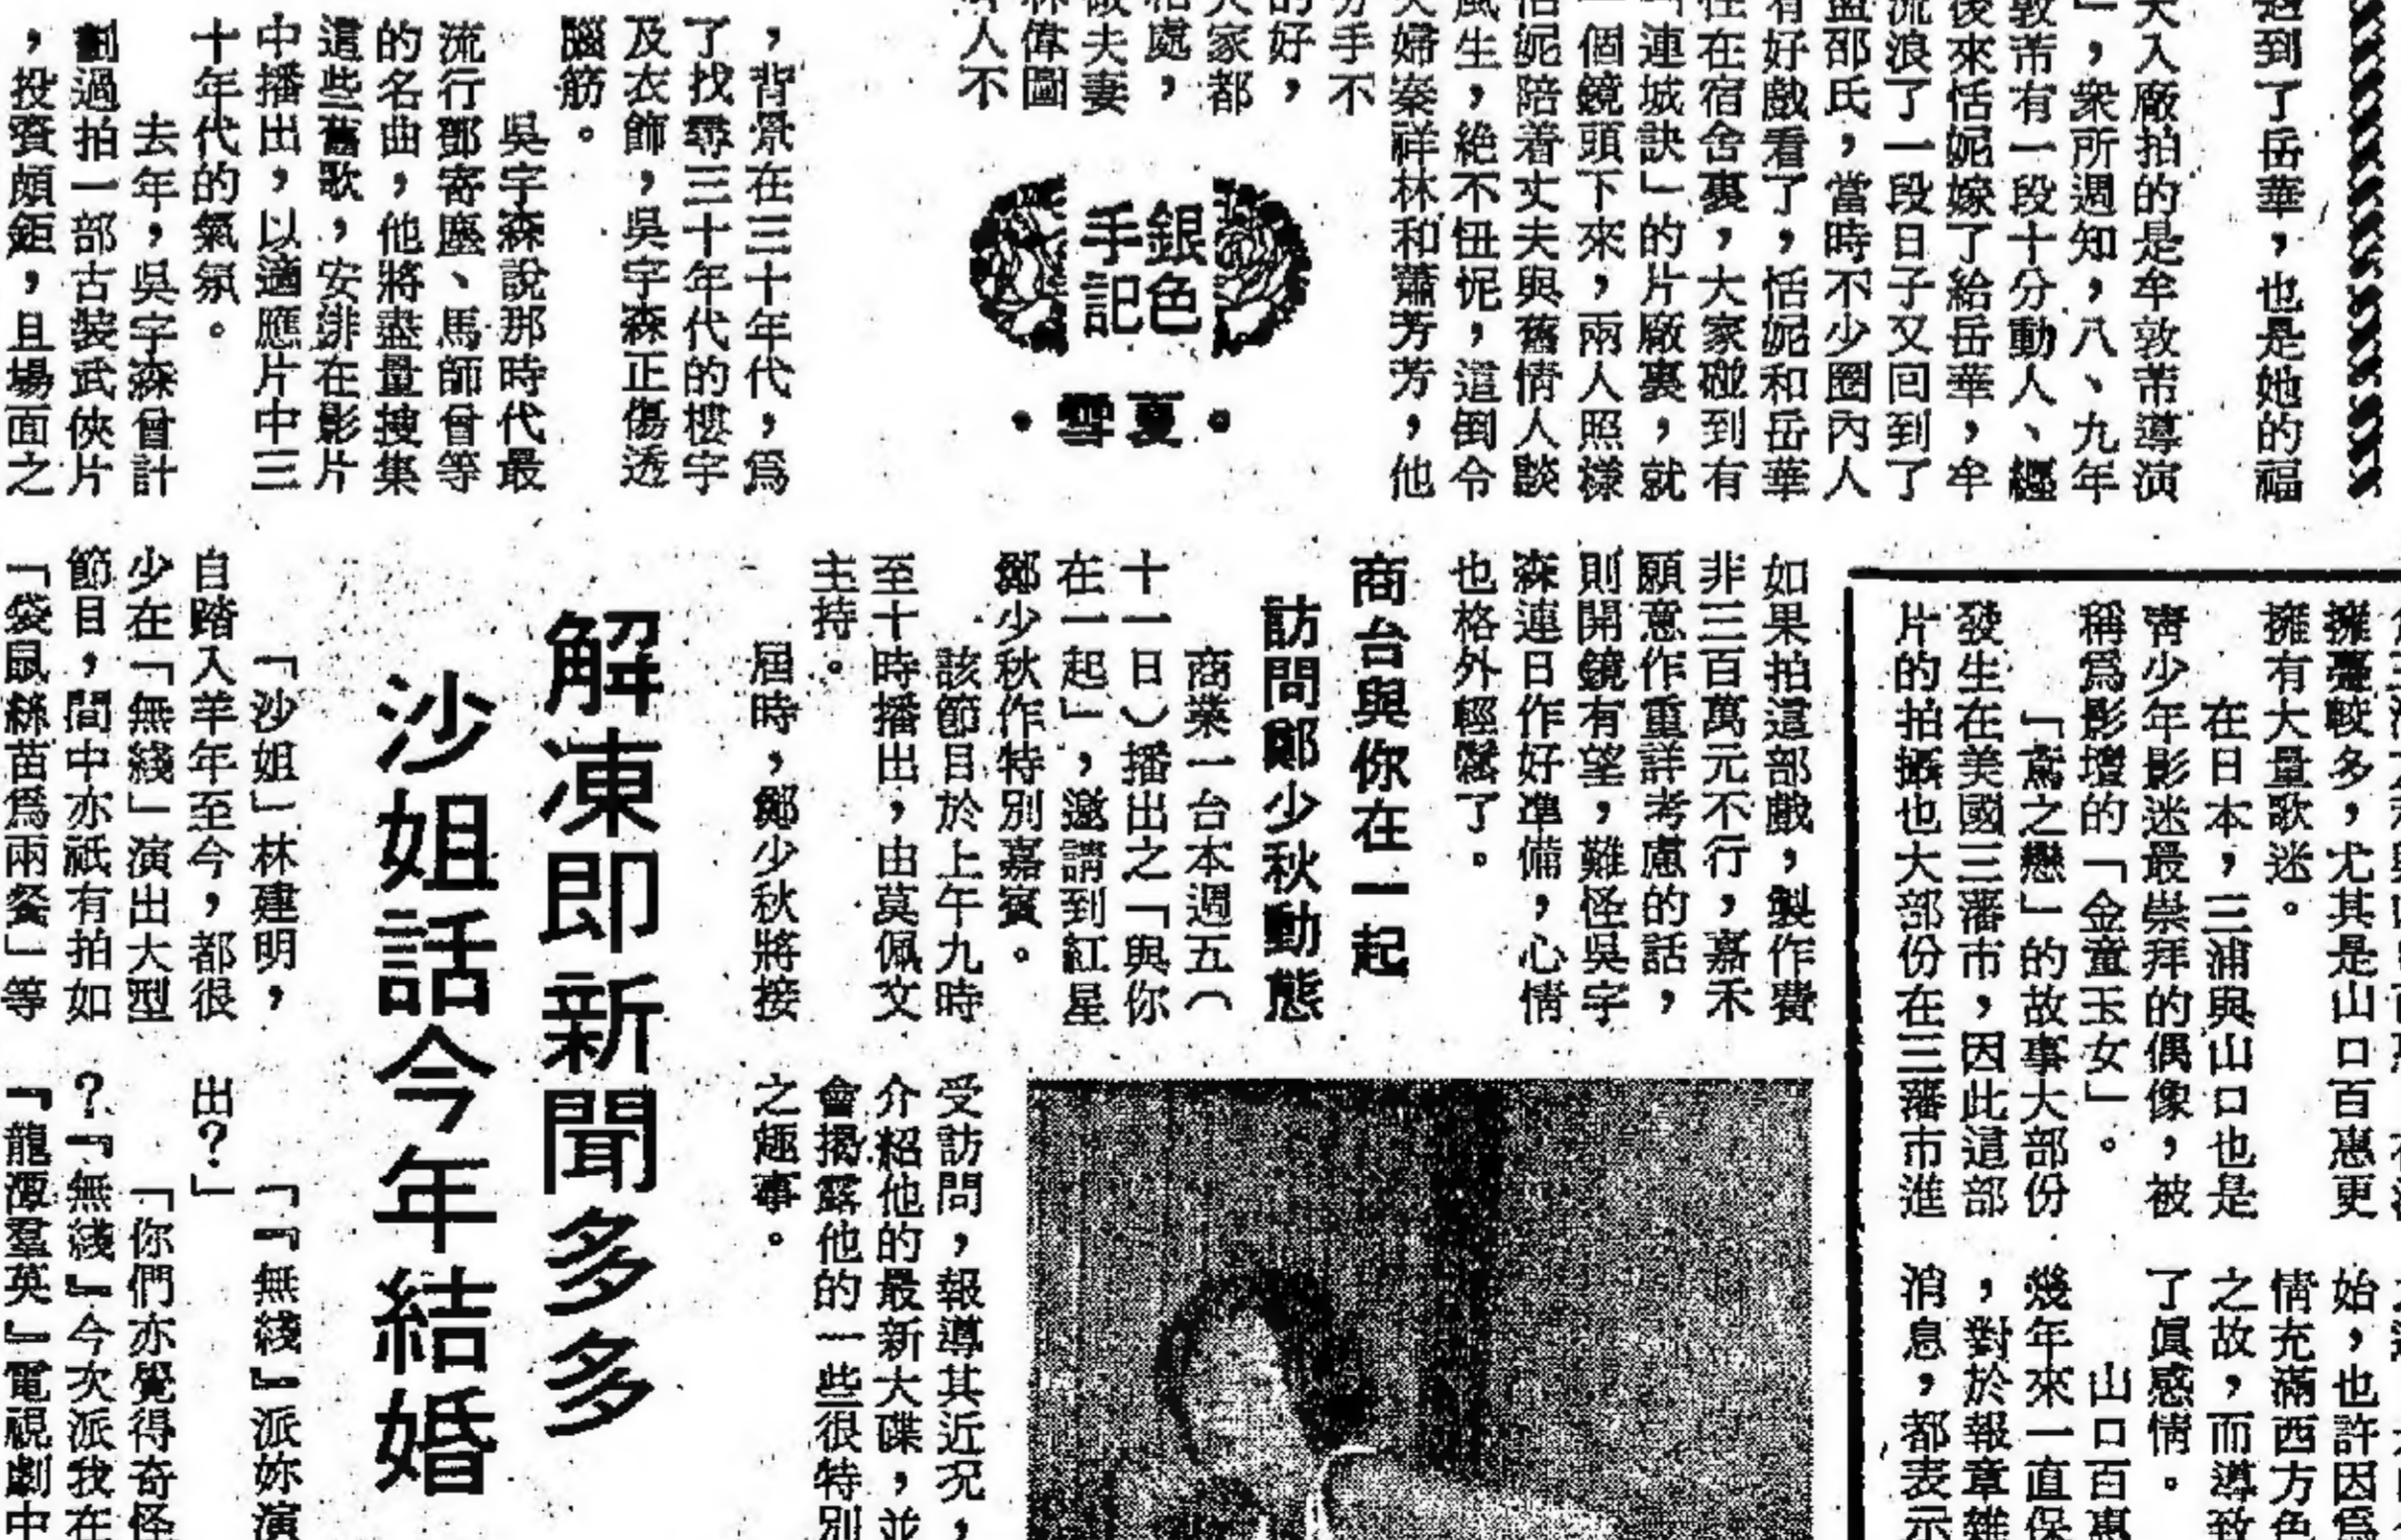 到了岳華，也是她的福
夫入廠拍的是牟敦芾導演
」，衆所週知，八、九年
敦芾有一段十分動人、纒
後來恬妮嫁了給岳華，牟
流浪了一段日子又回到了
邵氏，當時不少圈內人
有好戲看了，恬妮和岳華
住在宿舍裏，大家碰到有
「連城訣」的片廠裏，就
一個鏡頭下來，兩人照樣
恬妮陪着丈夫與舊情人談
風生，絶不忸怩，這倒令
夫婦秦祥林和蕭芳芳，他
分手不
的好，
大家都
和處，
夫妻
林偉圖
人不
銀色
手記
•夏雪•
，背景在三十年代，爲
了找尋三十年代的樓宇
及衣飾，吳宇森正傷透
腦筋。
吳宇森說那時代最
流行鄧寄塵、馬師曾等
的名曲，他將盡量搜集
這些舊歌，安排在影片
中播出，以適應片中三
十年代的氣氛。
去年，吳宇森曾計
劃過拍一部古裝武俠片
，投資頗鉅，且場面之
擁躉較多，尤其是山口百惠更
擁有大量歌迷。
在日本，三浦與山口也是
靑少年影迷最崇拜的偶像，被
稱爲影壇的「金童玉女」。
「鳶之戀」的故事大部份
發生在美國三藩市，因此這部
片的拍攝也大部份在三藩市進
始，也許因爲
情充滿西方色
之故，而導致
了眞感情。
山口百惠
幾年來一直保
，對於報章雜
消息，都表示
如果拍這部戲，製作費
非三百萬元不行，嘉禾
願意作重詳考慮的話，
則開鏡有望，難怪吳宇
森連日作好準備，心情
也格外輕鬆了。
商台與你在一起
訪問鄭少秋動態
商業一台本週五（
十一日）播出之「與你
在一起」，邀請到紅星
鄭少秋作特別嘉賓。
該節目於上午九時
至十時播出，由莫佩文
主持。
屆時，鄭少秋將接
受訪問，報導其近況，
介紹他的最新大碟，並
會揭露他的一些很特別
之趣事。
解凍即新聞多多
沙姐話今年結婚
「沙姐」林建明，
自踏入羊年至今，都很
少在「無綫」演出大型
節目，間中亦祇有拍如
「袋鼠絲苗爲兩餐」等
「『無綫』派妳演
出？」
「你們亦覺得奇怪
？『無綫』今次派我在
『龍潭羣英』電視劇中